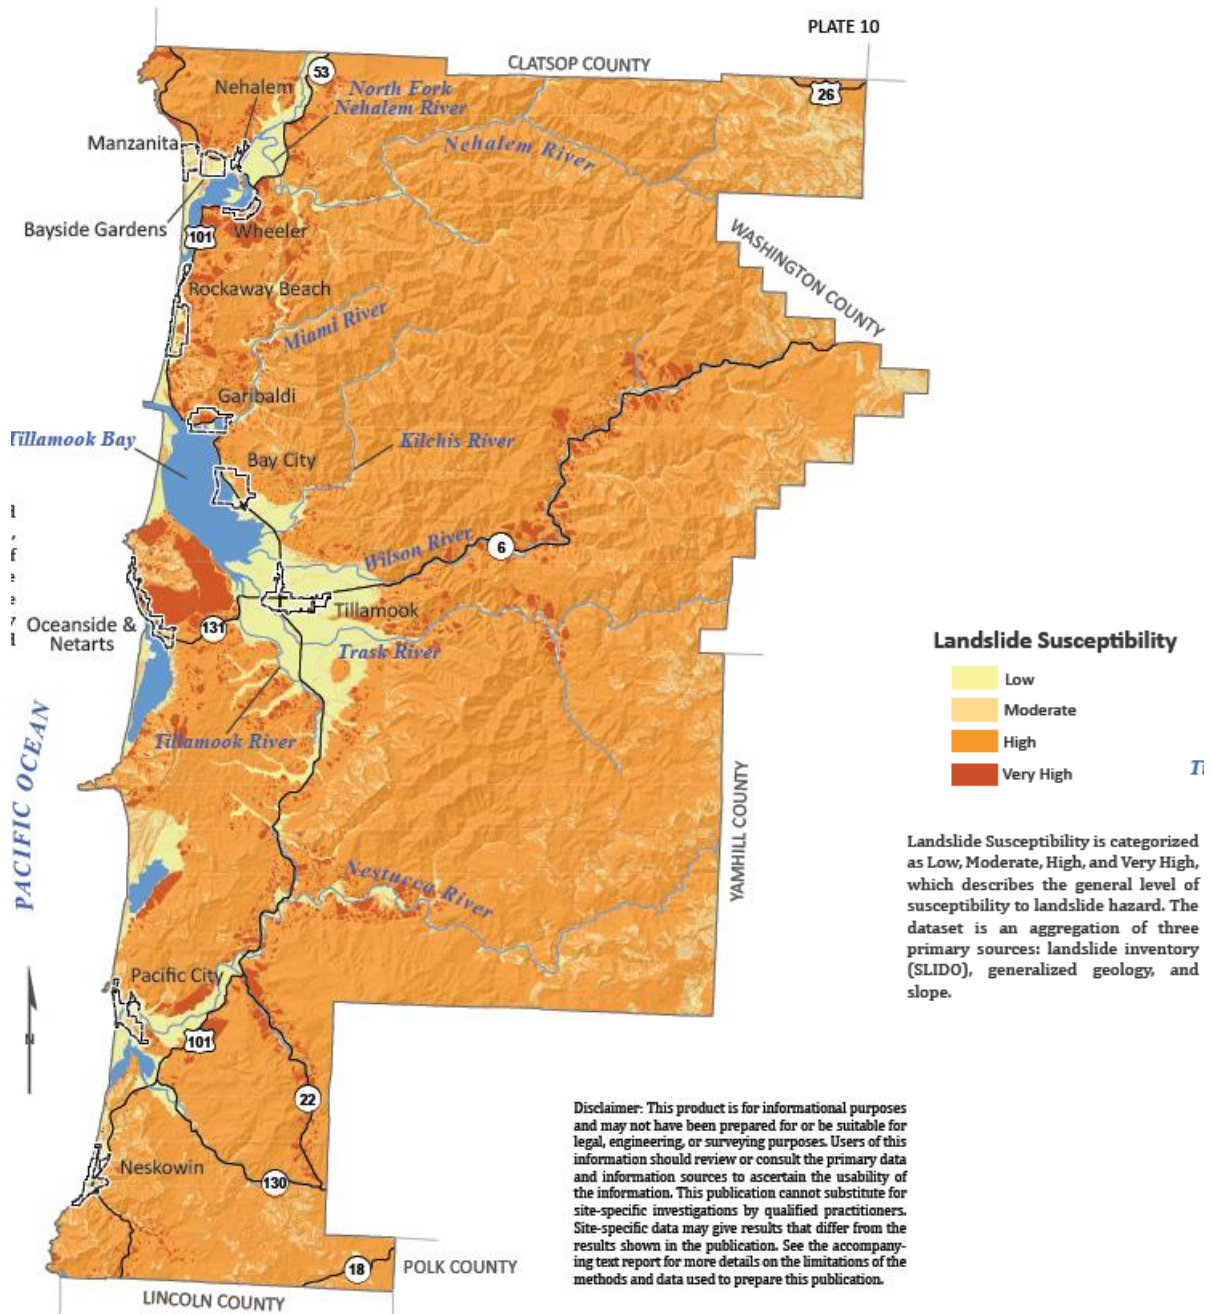 PLATE 10
CLATSOP COUNTY
53
26
Nehalem
North Fork
Nehalem River
Manzanita
Nehalem River
Bayside Gardens
101
Wheeler
WASHINGTON COUNTY
Rockaway Beach
Miami River
Garibaldi
Tillamook Bay
Kilchis River
Bay City
Wilson River
6
Tillamook
Oceanside &
Netarts
131
Trask River
Tillamook River
PACIFIC OCEAN
YAMHILL COUNTY
Nestucca River
Pacific City
N
101
22
Neskowin
130
18
POLK COUNTY
LINCOLN COUNTY
Landslide Susceptibility
Low
Moderate
High
Very High
Landslide Susceptibility is categorized
as Low, Moderate, High, and Very High,
which describes the general level of
susceptibility to landslide hazard. The
dataset is an aggregation of three
primary sources: landslide inventory
(SLIDO), generalized geology, and
slope.
Disclaimer: This product is for informational purposes
and may not have been prepared for or be suitable for
legal, engineering, or surveying purposes. Users of this
information should review or consult the primary data
and information sources to ascertain the usability of
the information. This publication cannot substitute for
site-specific investigations by qualified practitioners.
Site-specific data may give results that differ from the
results shown in the publication. See the accompany-
ing text report for more details on the limitations of the
methods and data used to prepare this publication.